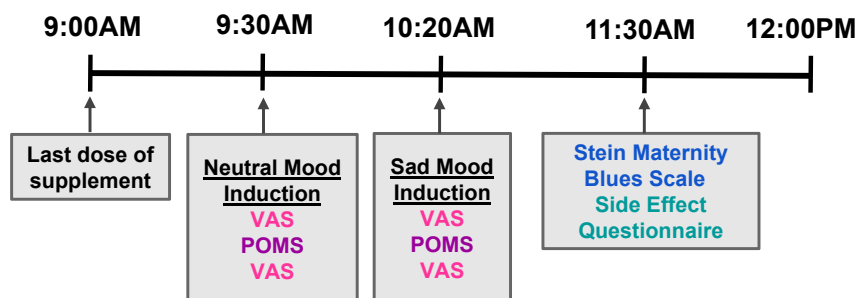 9:00AM 9:30AM 10:20AM 11:30AM 12:00PM
Last dose of
supplement
Neutral Mood
Induction
VAS
POMS
VAS
Sad Mood
Induction
VAS
POMS
VAS
Stein Maternity
Blues Scale
Side Effect
Questionnaire